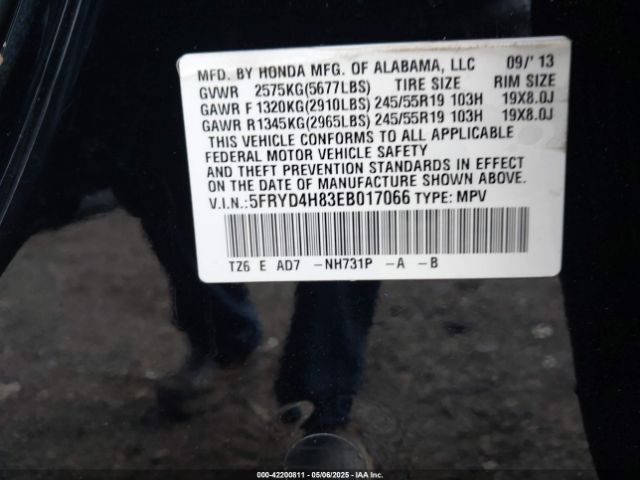 MFD. BY HONDA MFG. OF ALABAMA, LLC 09/' 13
GVWR 2575KG(5677LBS) TIRE SIZE RIM SIZE
GAWR F 1320KG(2910LBS) 245/55R19 103H 19X8.0J
GAWR R1345KG(2965LBS) 245/55R19 103H 19X8.0J
THIS VEHICLE CONFORMS TO ALL APPLICABLE
FEDERAL MOTOR VEHICLE SAFETY
AND THEFT PREVENTION STANDARDS IN EFFECT
ON THE DATE OF MANUFACTURE SHOWN ABOVE.
V.I.N.: 5FRYD4H83EB017066 TYPE: MPV
TZ6 E AD7 -NH731P -A -B
000-42200811 - 05/06/2025 - IAAI.COM